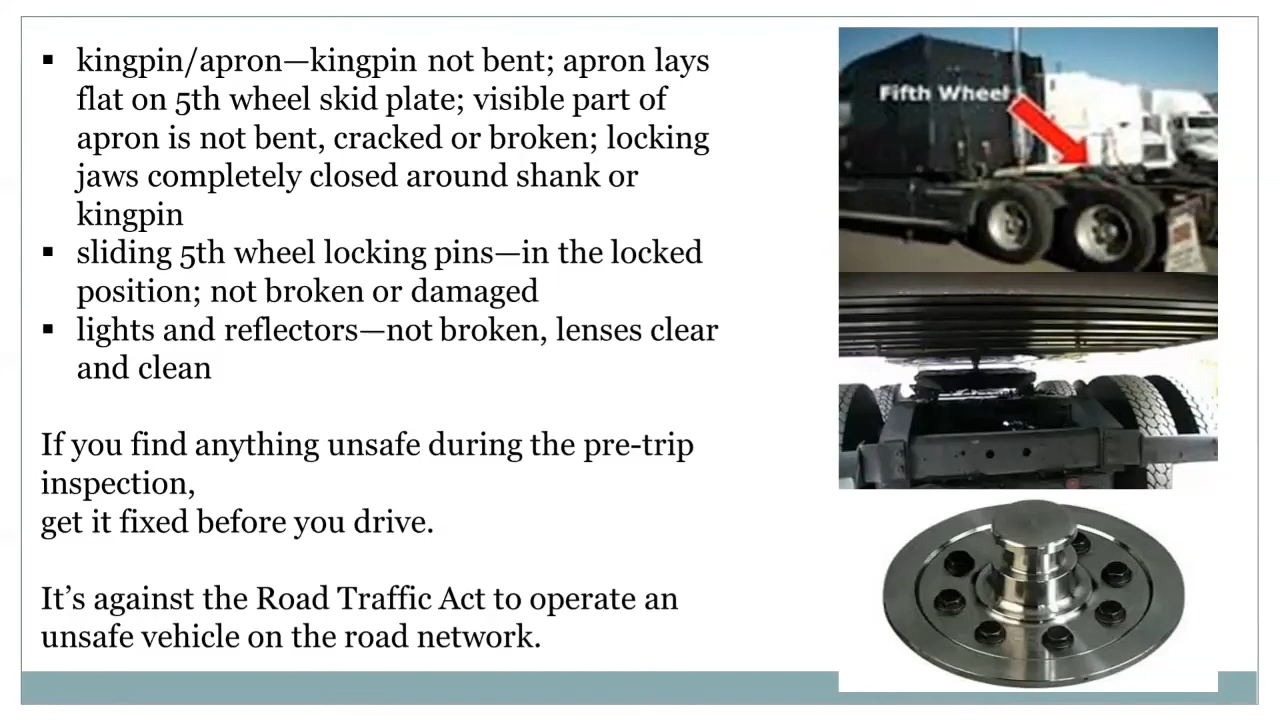 ▪ kingpin/apron—kingpin not bent; apron lays
flat on 5th wheel skid plate; visible part of
apron is not bent, cracked or broken; locking
jaws completely closed around shank or
kingpin
▪ sliding 5th wheel locking pins—in the locked
position; not broken or damaged
▪ lights and reflectors—not broken, lenses clear
and clean
If you find anything unsafe during the pre-trip
inspection,
get it fixed before you drive.
It’s against the Road Traffic Act to operate an
unsafe vehicle on the road network.
Fifth Wheel